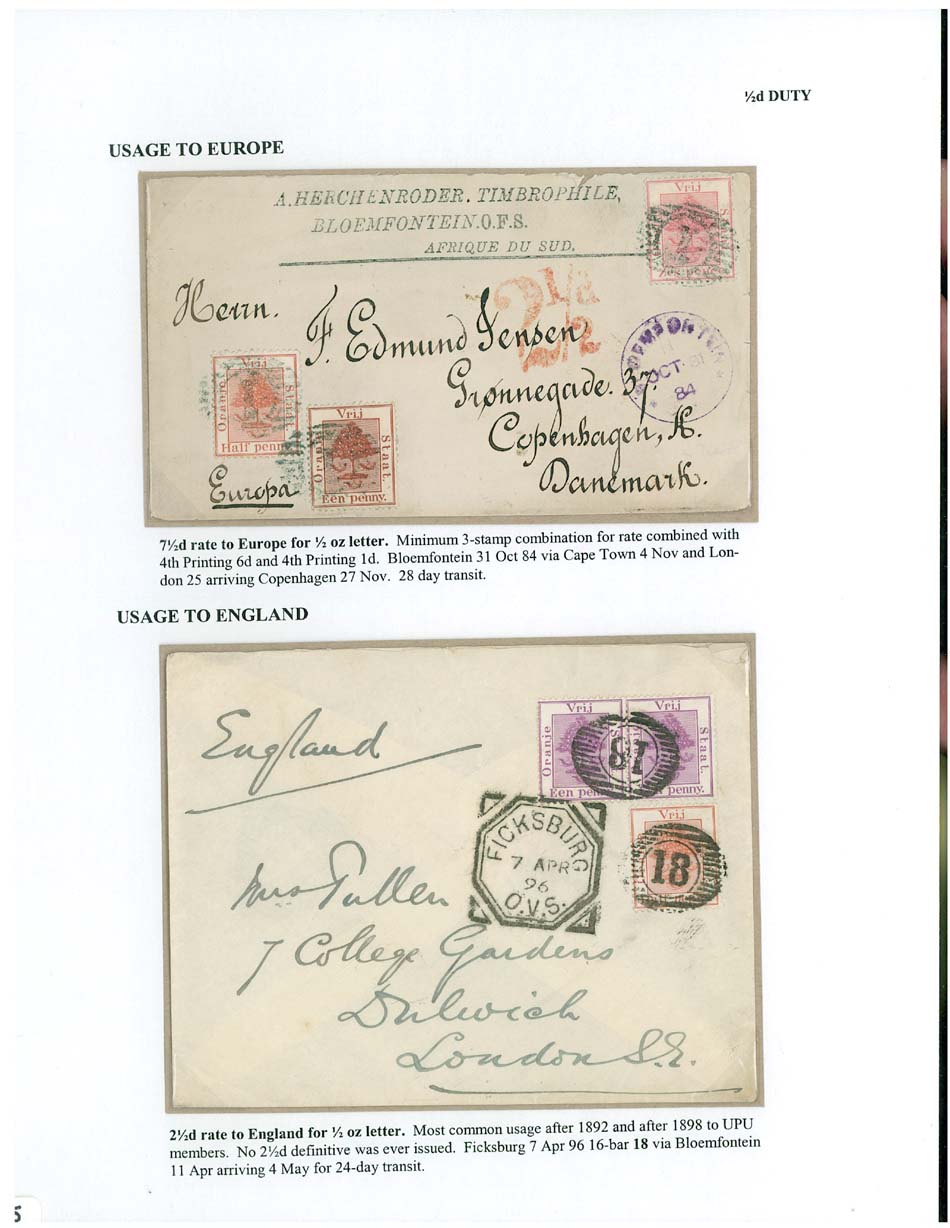 ½d DUTY
USAGE TO EUROPE
A. HERCHENRODER. TIMBROPHILE,
BLOEMFONTEIN. O.F.S.
AFRIQUE DU SUD.
Vrij
Herrn.
2½
F. Edmund Jensen
OCT·31
84
Grønnegade. 37.
Vrij
Oranje
Staat
Half penn
Vrij
Oranje
Staat.
Een penny.
Copenhagen, K.
Danemark.
Europa
7½d rate to Europe for ½ oz letter. Minimum 3-stamp combination for rate combined with
4th Printing 6d and 4th Printing 1d. Bloemfontein 31 Oct 84 via Cape Town 4 Nov and Lon-
don 25 arriving Copenhagen 27 Nov. 28 day transit.
USAGE TO ENGLAND
England
Vrij
Vrij
Oranje
Staat.
Een pen
penny.
18
Vrij
18
FICKSBURG
7 APR
96
O.V.S.
Mrs Pullen
7 College Gardens
Dulwich
London S.E.
2½d rate to England for ½ oz letter. Most common usage after 1892 and after 1898 to UPU
members. No 2½d definitive was ever issued. Ficksburg 7 Apr 96 16-bar 18 via Bloemfontein
11 Apr arriving 4 May for 24-day transit.
5